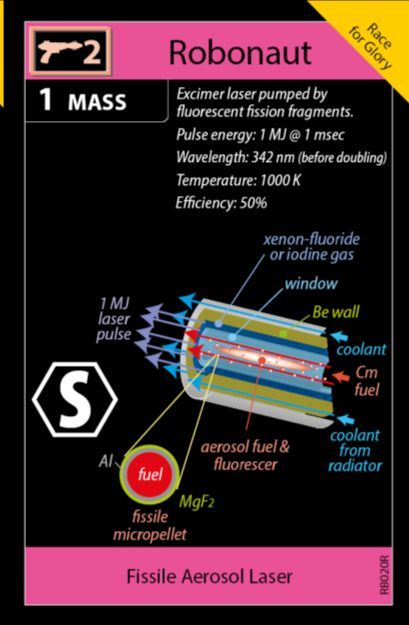 Race
for Glory
2
Robonaut
1 MASS
Excimer laser pumped by
fluorescent fission fragments.
Pulse energy: 1 MJ @ 1 msec
Wavelength: 342 nm (before doubling)
Temperature: 1000 K
Efficiency: 50%
xenon-fluoride
or iodine gas
window
1 MJ
laser
pulse
Be wall
coolant
Cm
fuel
S
aerosol fuel &
fluorescer
coolant
from
radiator
Al
fuel
MgF2
fissile
micropellet
Fissile Aerosol Laser
RB020R